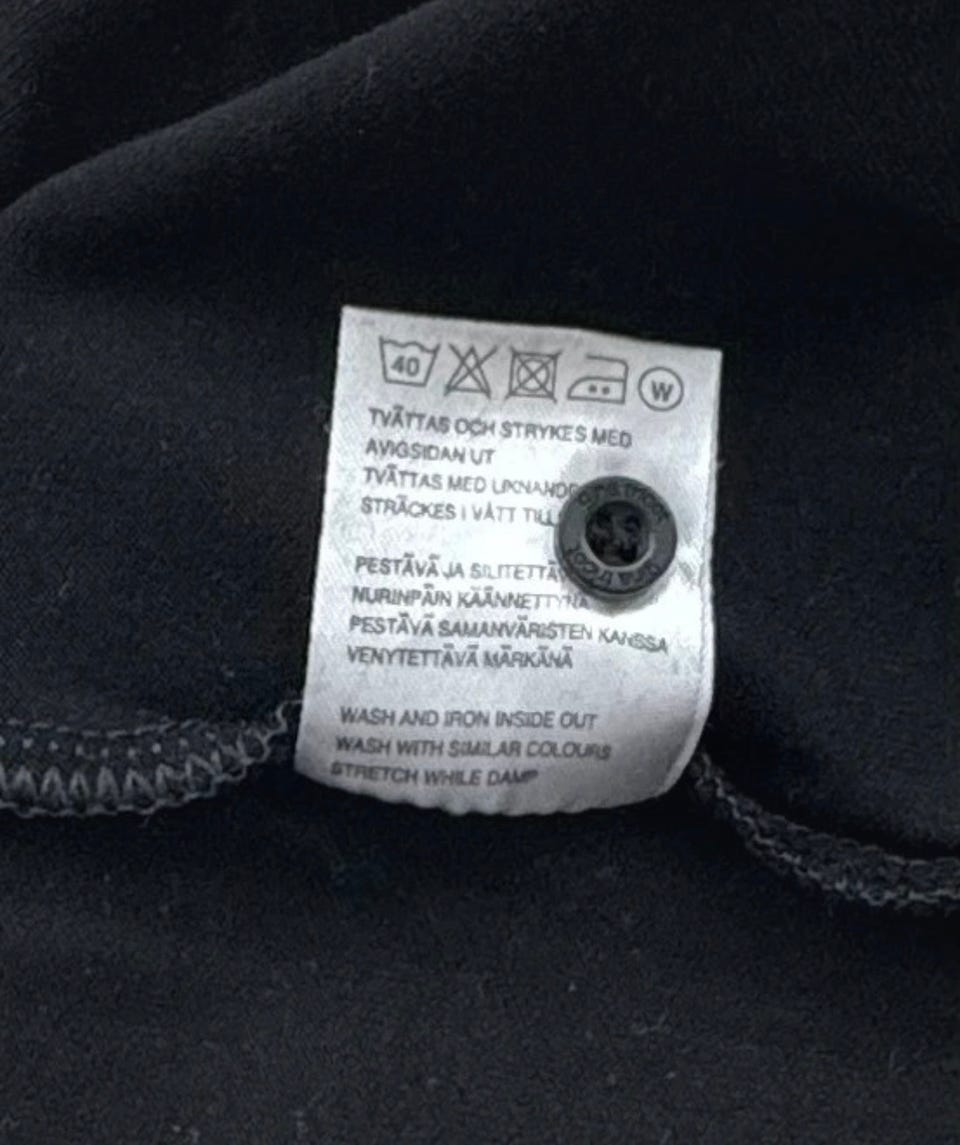 40
W
TVÄTTAS OCH STRYKES MED
AVIGSIDAN UT
TVÄTTAS MED
STRÄCKES I VÅTT
PESTÄVÄ JA
NURINPÄIN KÄÄNNETTYNÄ
PESTÄVÄ SAMANVÄRISTEN KANSSA
VENYTETTÄVÄ MÄRKÄNÄ
WASH AND IRON INSIDE OUT
WASH WITH SIMILAR COLOURS
STRETCH WHILE DAMP